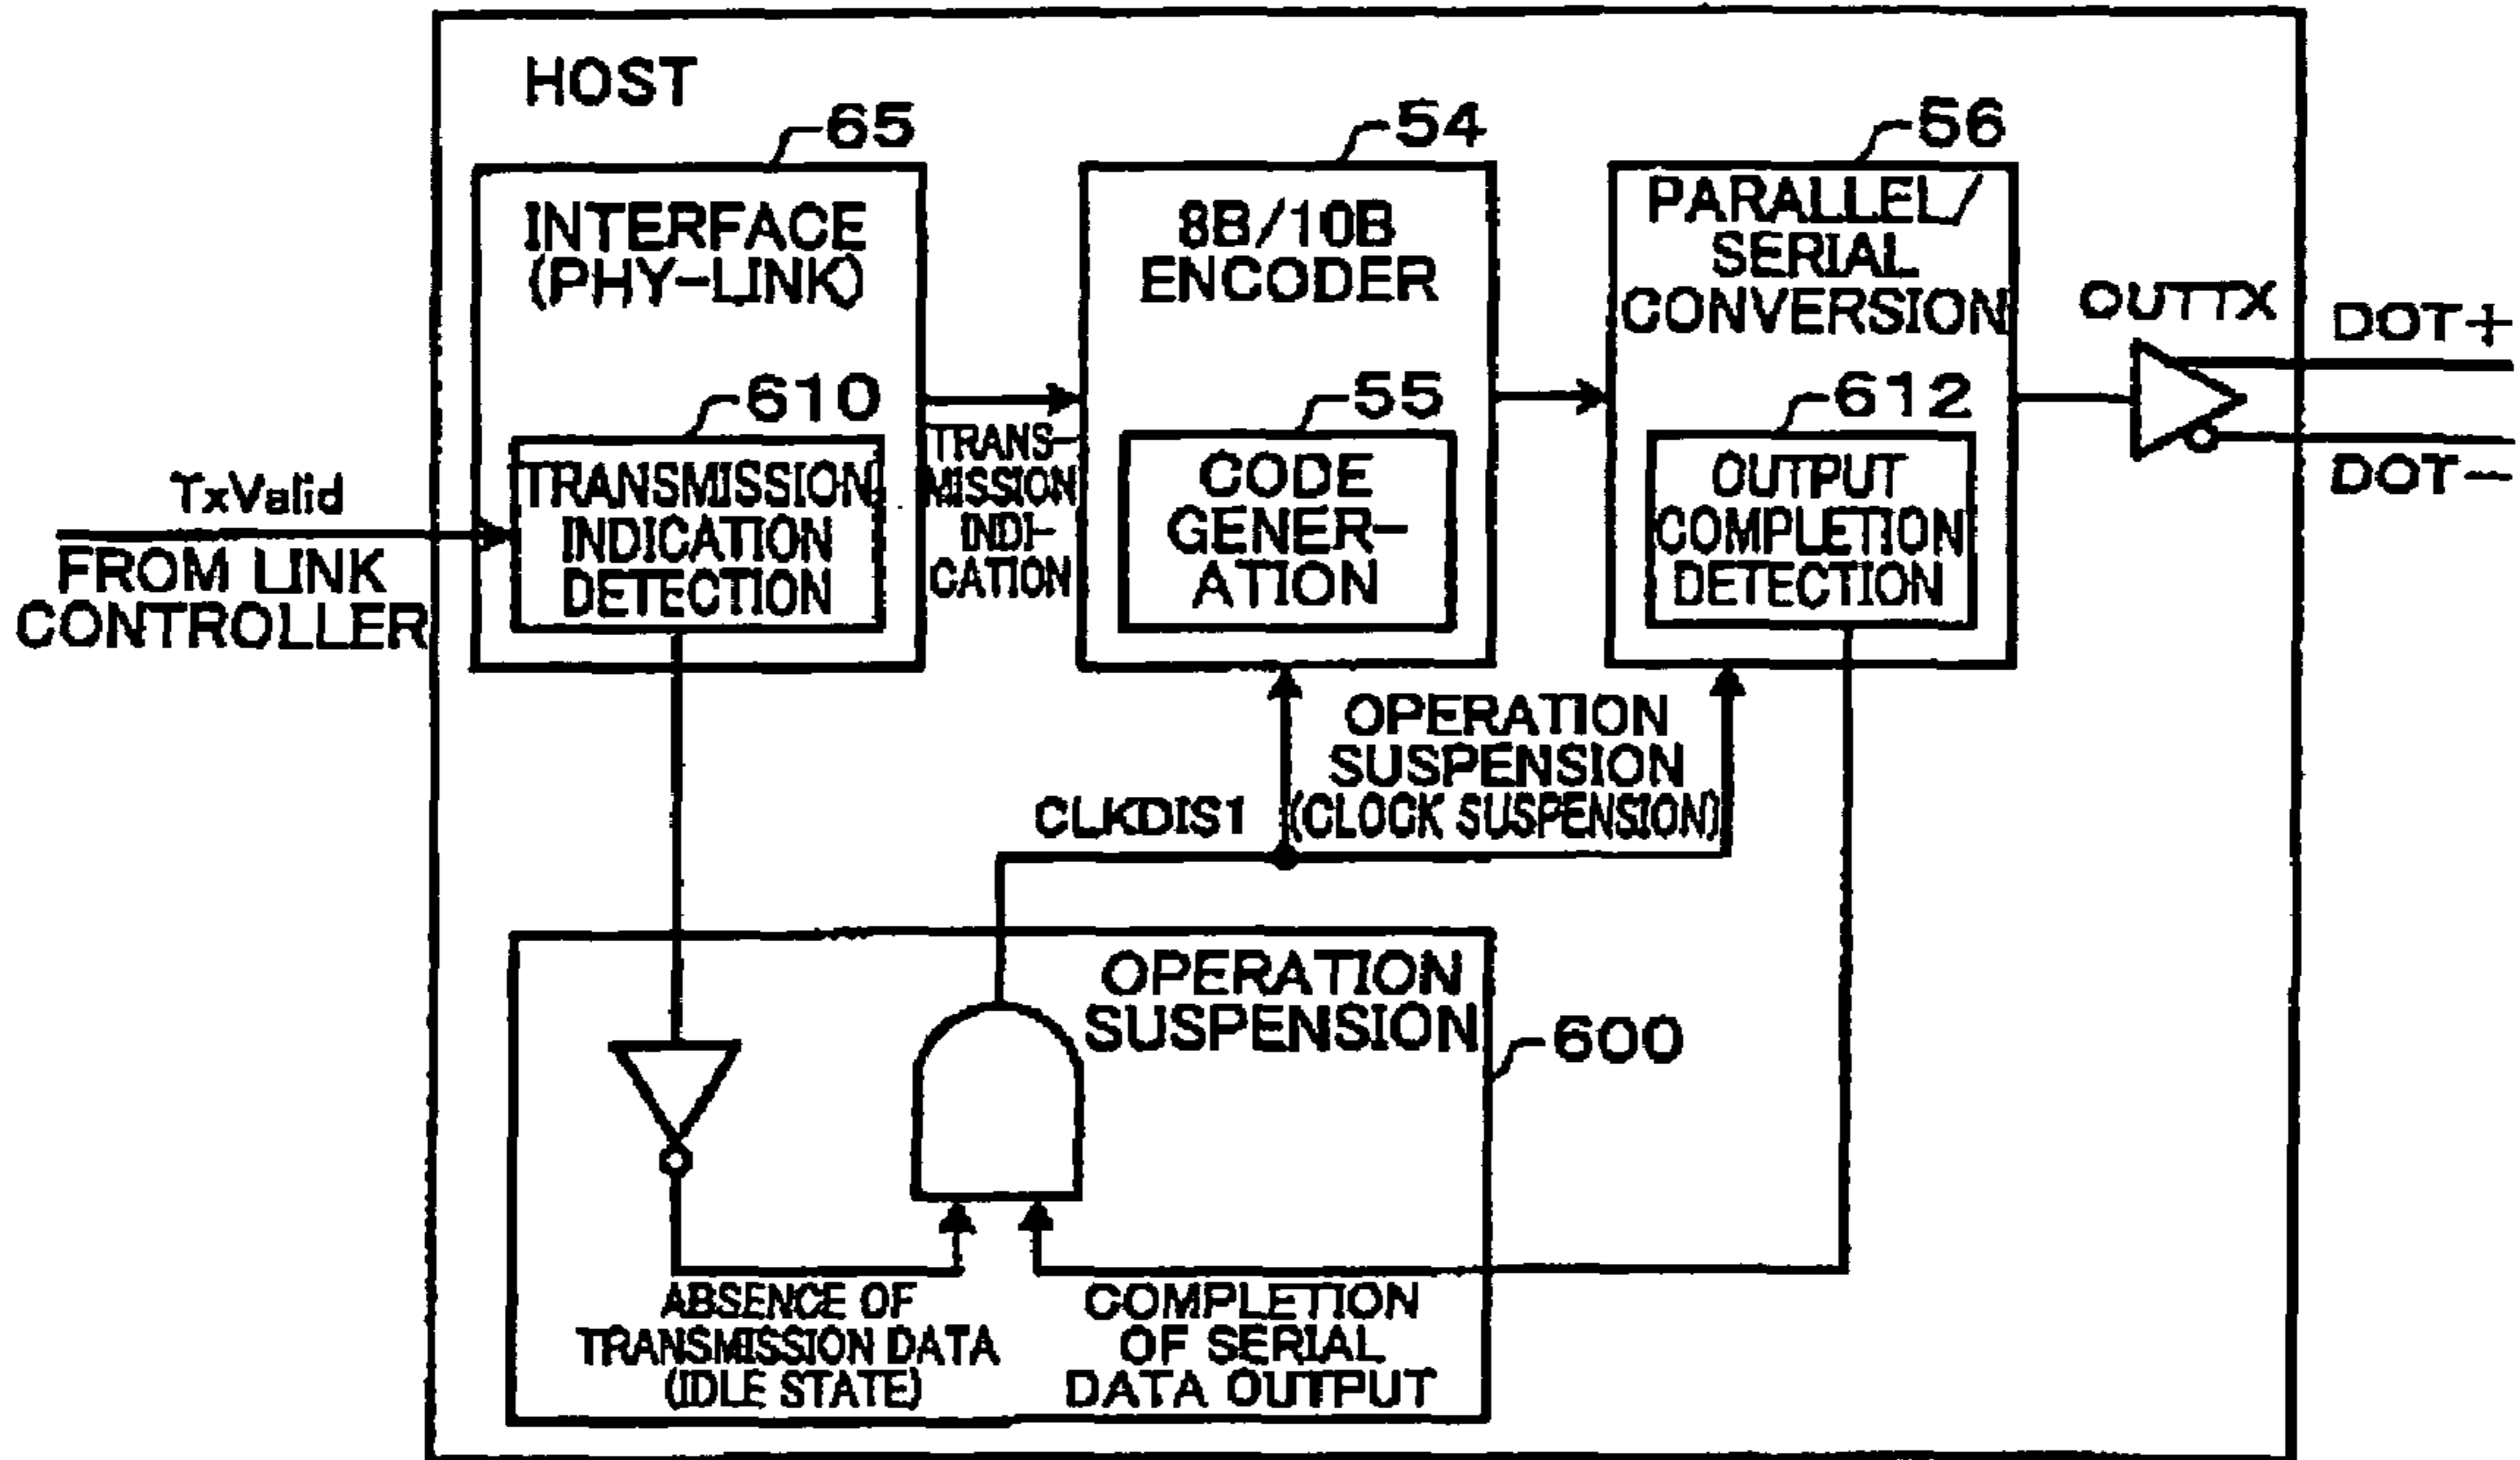 HOST
65
54
56
INTERFACE
(PHY-LINK)
8B/10B
ENCODER
PARALLEL/
SERIAL
CONVERSION
OUTTX
DOT+
DOT-
610
55
612
TRANSMISSION
INDICATION
DETECTION
TRANS-
MISSION
INDI-
CATION
CODE
GENER-
ATION
OUTPUT
COMPLETION
DETECTION
TxValid
FROM LINK
CONTROLLER
OPERATION
SUSPENSION
(CLOCK SUSPENSION)
CLKDIS1
OPERATION
SUSPENSION
600
ABSENCE OF
TRANSMISSION DATA
(IDLE STATE)
COMPLETION
OF SERIAL
DATA OUTPUT